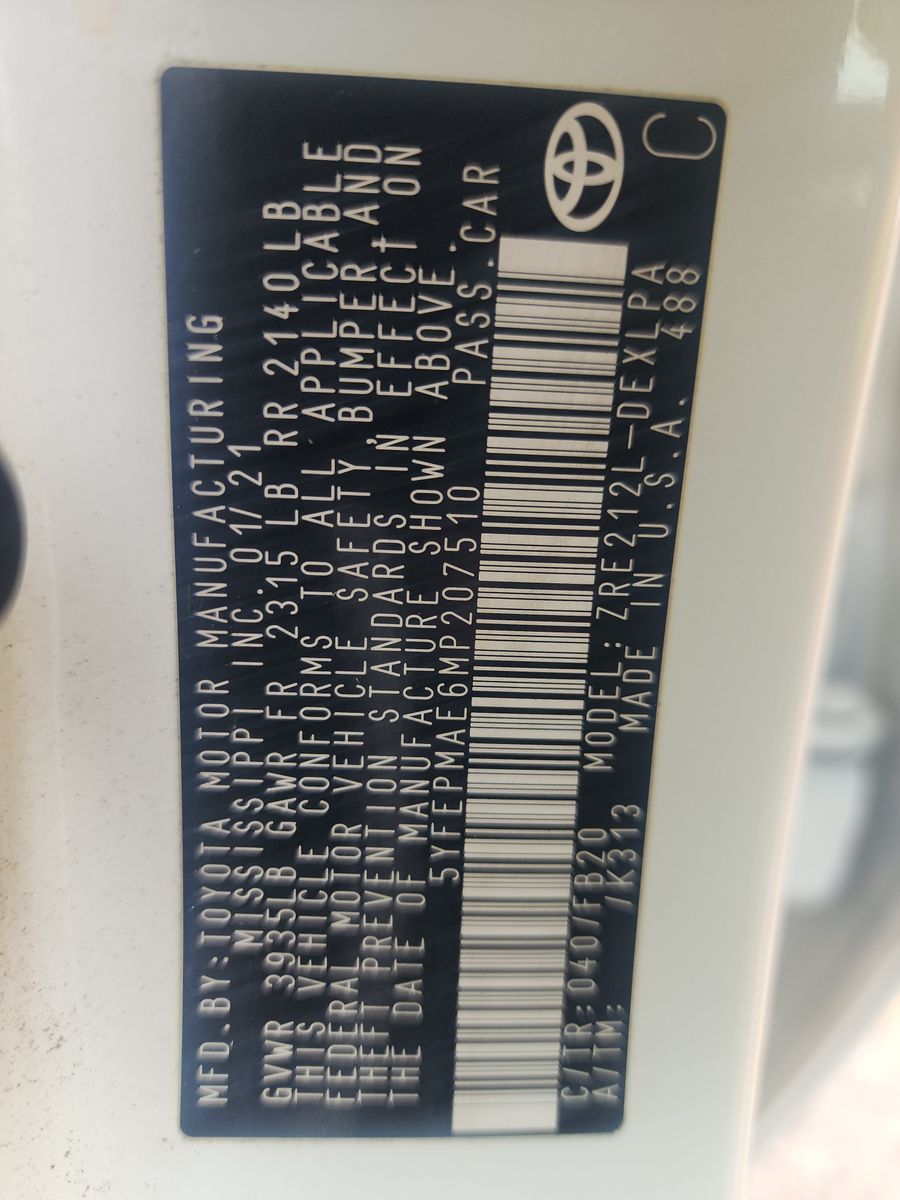 MFD.BY:TOYOTA MOTOR MANUFACTURING
MISSISSIPPI INC. 01/21
GVWR 3935LB GAWR FR 2315 LB RR 2140LB
THIS VEHICLE CONFORMS TO ALL APPLICABLE
FEDERAL MOTOR VEHICLE SAFETY, BUMPER AND
THEFT PREVENTION STANDARDS IN EFFECT ON
THE DATE OF MANUFACTURE SHOWN ABOVE.
5YFEPMAE6MP207510 PASS.CAR
C/TR:040/FB20 MODEL:ZRE212L-DEXLPA
A/TM: /K313 MADE IN U.S.A. 488
C